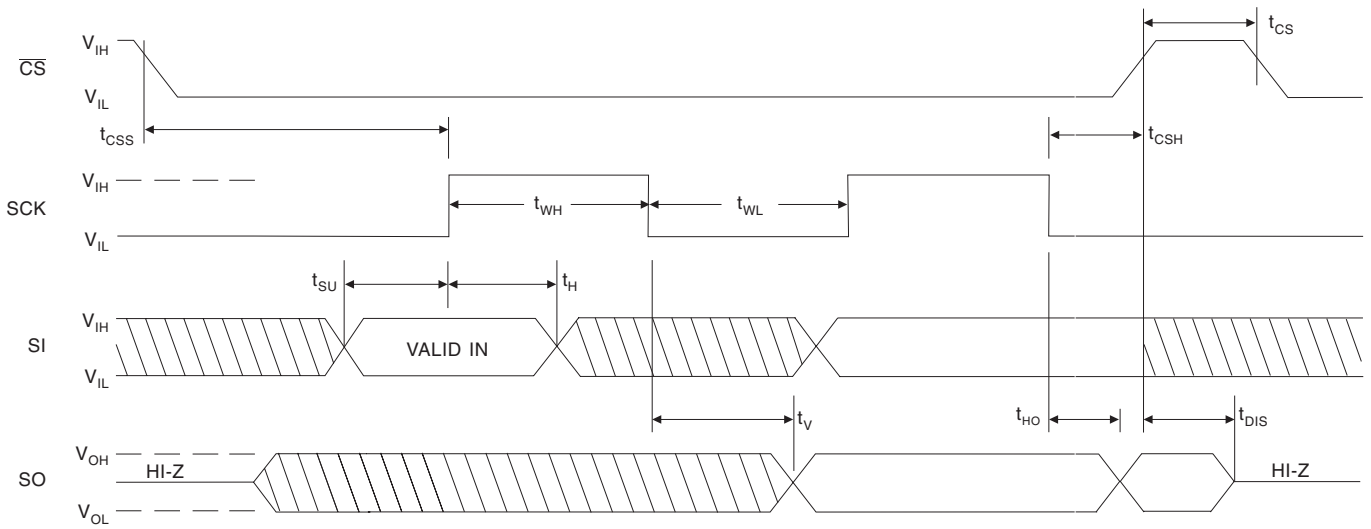 V_IH
t_CS
CS
V_IL
t_CSS
t_CSH
V_IH
SCK
t_WH
t_WL
V_IL
t_SU
t_H
V_IH
SI
VALID IN
V_IL
t_V
t_HO
t_DIS
V_OH
HI-Z
HI-Z
SO
V_OL